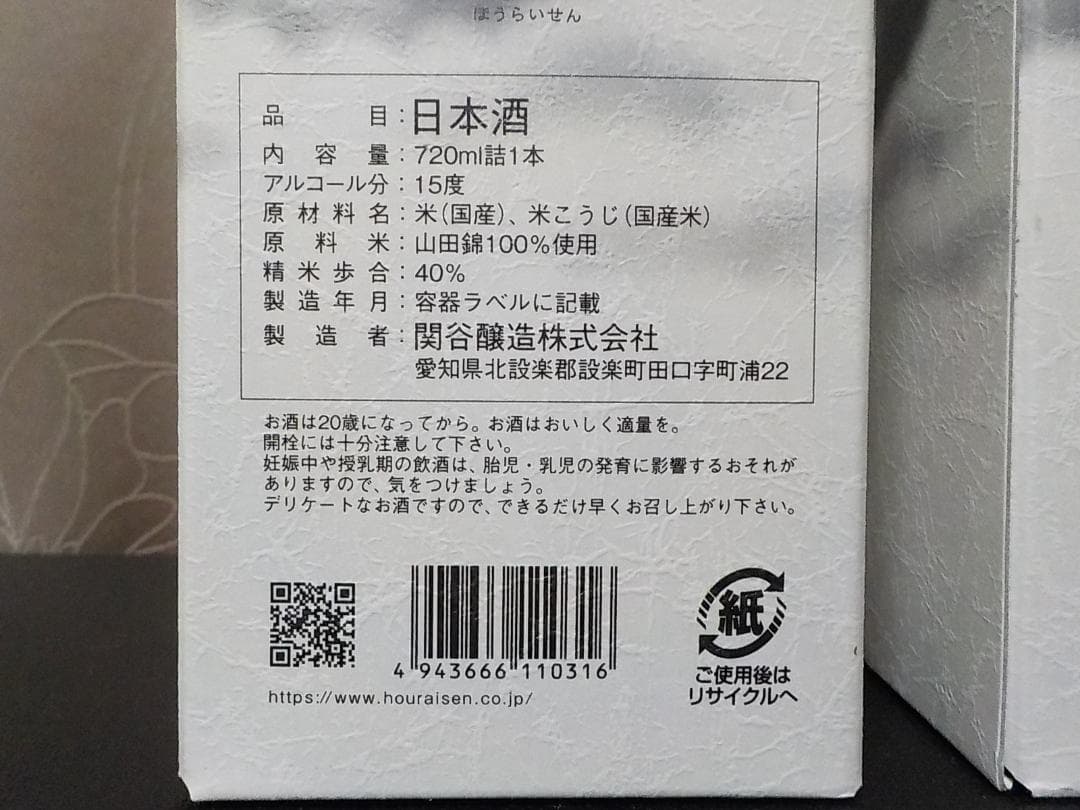 ほうらいせん
品目：日本酒
内容量：720ml詰1本
アルコール分：15度
原材料名：米(国産)、米こうじ(国産米)
原料米：山田錦100%使用
精米歩合：40%
製造年月：容器ラベルに記載
製造者：関谷醸造株式会社
愛知県北設楽郡設楽町田口字町浦22
お酒は20歳になってから。お酒はおいしく適量を。
開栓には十分注意して下さい。
妊娠中や授乳期の飲酒は、胎児・乳児の発育に影響するおそれが
ありますので、気をつけましょう。
デリケートなお酒ですので、できるだけ早くお召し上がり下さい。
4 943666 110316
https://www.houraisen.co.jp/
紙
ご使用後は
リサイクルへ